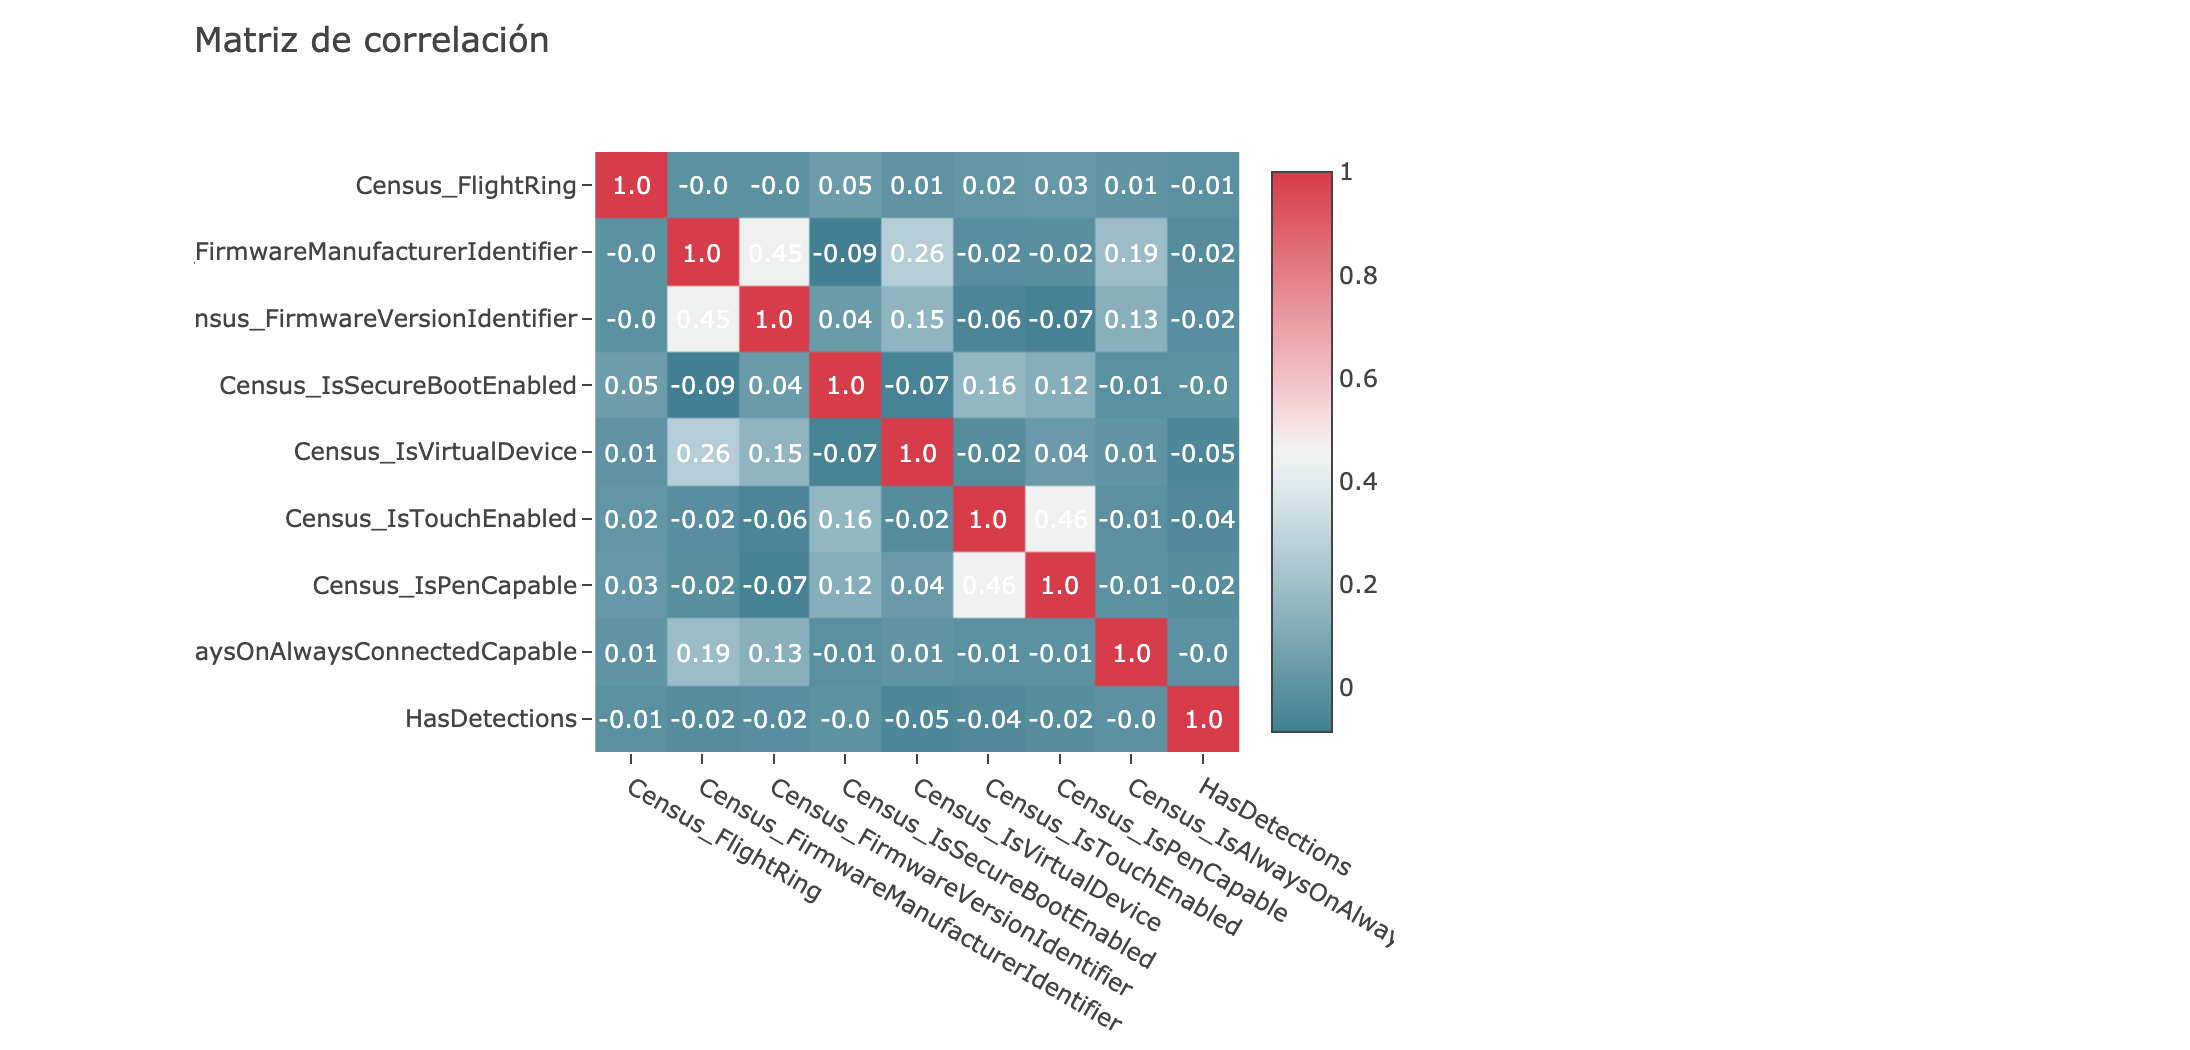 Matriz de correlación
Census_FlightRing 1.0 -0.0 -0.0 0.05 0.01 0.02 0.03 0.01 -0.01
_FirmwareManufacturerIdentifier -0.0 1.0 0.45 -0.09 0.26 -0.02 -0.02 0.19 -0.02
nsus_FirmwareVersionIdentifier -0.0 0.45 1.0 0.04 0.15 -0.06 -0.07 0.13 -0.02
Census_IsSecureBootEnabled 0.05 -0.09 0.04 1.0 -0.07 0.16 0.12 -0.01 -0.0
Census_IsVirtualDevice 0.01 0.26 0.15 -0.07 1.0 -0.02 0.04 0.01 -0.05
Census_IsTouchEnabled 0.02 -0.02 -0.06 0.16 -0.02 1.0 0.46 -0.01 -0.04
Census_IsPenCapable 0.03 -0.02 -0.07 0.12 0.04 0.46 1.0 -0.01 -0.02
aysOnAlwaysConnectedCapable 0.01 0.19 0.13 -0.01 0.01 -0.01 -0.01 1.0 -0.0
HasDetections -0.01 -0.02 -0.02 -0.0 -0.05 -0.04 -0.02 -0.0 1.0
Census_FlightRing
Census_FirmwareManufacturerIdentifier
Census_FirmwareVersionIdentifier
Census_IsSecureBootEnabled
Census_IsVirtualDevice
Census_IsTouchEnabled
Census_IsPenCapable
Census_IsAlwaysOnAlway
HasDetections
1
0.8
0.6
0.4
0.2
0